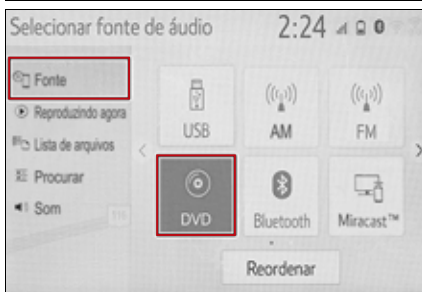 Selecionar fonte de áudio 2:24
Fonte
Reproduzindo agora
Lista de arquivos
Procurar
Som
USB AM FM
DVD Bluetooth Miracast™
Reordenar